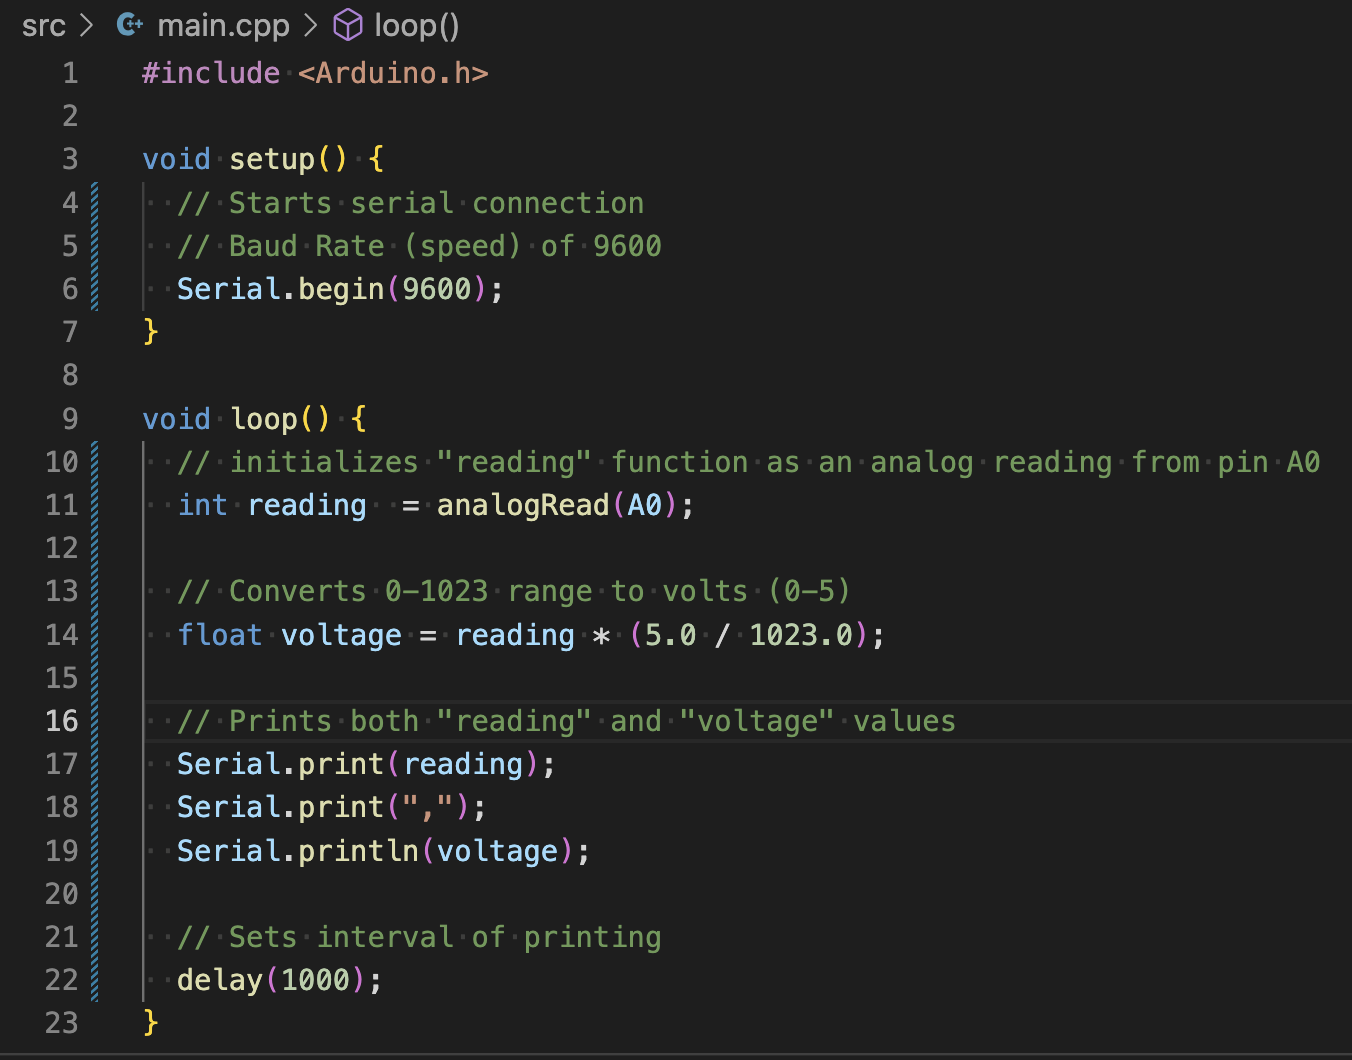 src > main.cpp > loop()
1 #include <Arduino.h>
2
3 void setup() {
4   // Starts serial connection
5   // Baud Rate (speed) of 9600
6   Serial.begin(9600);
7 }
8
9 void loop() {
10   // initializes "reading" function as an analog reading from pin A0
11   int reading  = analogRead(A0);
12
13   // Converts 0-1023 range to volts (0-5)
14   float voltage = reading * (5.0 / 1023.0);
15
16   // Prints both "reading" and "voltage" values
17   Serial.print(reading);
18   Serial.print(",");
19   Serial.println(voltage);
20
21   // Sets interval of printing
22   delay(1000);
23 }